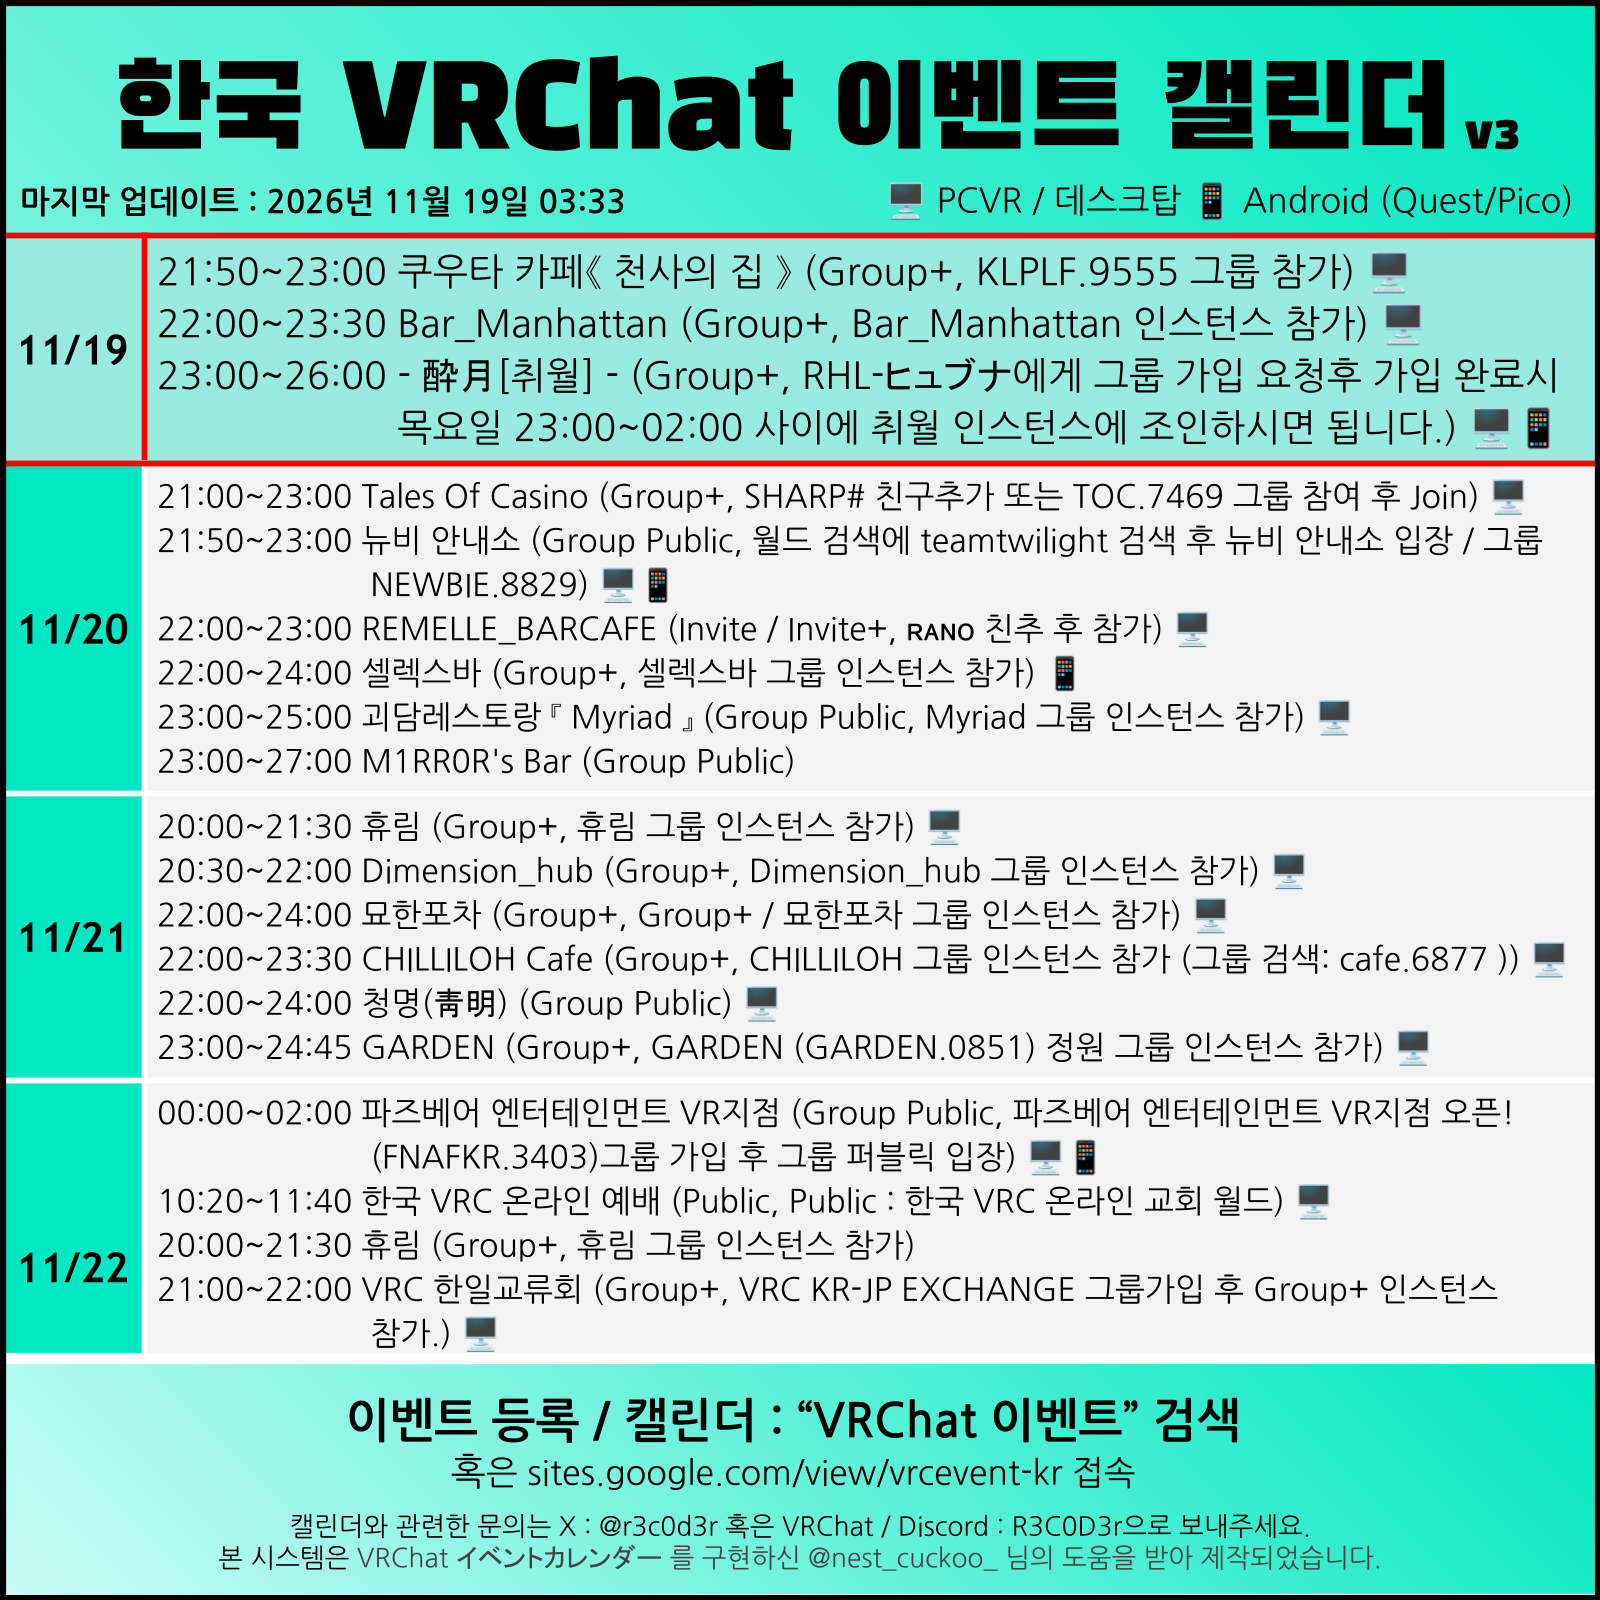 한국 VRChat 이벤트 캘린더 v3
마지막 업데이트 : 2026년 11월 19일 03:33
🖥️ PCVR / 데스크탑 📱 Android (Quest/Pico)
11/19
21:50~23:00 쿠우타 카페《 천사의 집 》 (Group+, KLPLF.9555 그룹 참가) 🖥️
22:00~23:30 Bar_Manhattan (Group+, Bar_Manhattan 인스턴스 참가) 🖥️
23:00~26:00 - 酔月[취월] - (Group+, RHL-ヒュブナ에게 그룹 가입 요청후 가입 완료시
목요일 23:00~02:00 사이에 취월 인스턴스에 조인하시면 됩니다.) 🖥️📱
11/20
21:00~23:00 Tales Of Casino (Group+, SHARP# 친구추가 또는 TOC.7469 그룹 참여 후 Join) 🖥️
21:50~23:00 뉴비 안내소 (Group Public, 월드 검색에 teamtwilight 검색 후 뉴비 안내소 입장 / 그룹
NEWBIE.8829) 🖥️📱
22:00~23:00 REMELLE_BARCAFE (Invite / Invite+, ʀᴀɴᴏ 친추 후 참가) 🖥️
22:00~24:00 셀렉스바 (Group+, 셀렉스바 그룹 인스턴스 참가) 📱
23:00~25:00 괴담레스토랑『 Myriad 』(Group Public, Myriad 그룹 인스턴스 참가) 🖥️
23:00~27:00 M1RR0R's Bar (Group Public)
11/21
20:00~21:30 휴림 (Group+, 휴림 그룹 인스턴스 참가) 🖥️
20:30~22:00 Dimension_hub (Group+, Dimension_hub 그룹 인스턴스 참가) 🖥️
22:00~24:00 묘한포차 (Group+, Group+ / 묘한포차 그룹 인스턴스 참가) 🖥️
22:00~23:30 CHILLILOH Cafe (Group+, CHILLILOH 그룹 인스턴스 참가 (그룹 검색: cafe.6877 )) 🖥️
22:00~24:00 청명(靑明) (Group Public) 🖥️
23:00~24:45 GARDEN (Group+, GARDEN (GARDEN.0851) 정원 그룹 인스턴스 참가) 🖥️
11/22
00:00~02:00 파즈베어 엔터테인먼트 VR지점 (Group Public, 파즈베어 엔터테인먼트 VR지점 오픈!
(FNAFKR.3403)그룹 가입 후 그룹 퍼블릭 입장) 🖥️📱
10:20~11:40 한국 VRC 온라인 예배 (Public, Public : 한국 VRC 온라인 교회 월드) 🖥️
20:00~21:30 휴림 (Group+, 휴림 그룹 인스턴스 참가)
21:00~22:00 VRC 한일교류회 (Group+, VRC KR-JP EXCHANGE 그룹가입 후 Group+ 인스턴스
참가.) 🖥️
이벤트 등록 / 캘린더 : “VRChat 이벤트” 검색
혹은 sites.google.com/view/vrcevent-kr 접속
캘린더와 관련한 문의는 X : @r3c0d3r 혹은 VRChat / Discord : R3C0D3r으로 보내주세요.
본 시스템은 VRChat イベントカレンダー 를 구현하신 @nest_cuckoo_ 님의 도움을 받아 제작되었습니다.